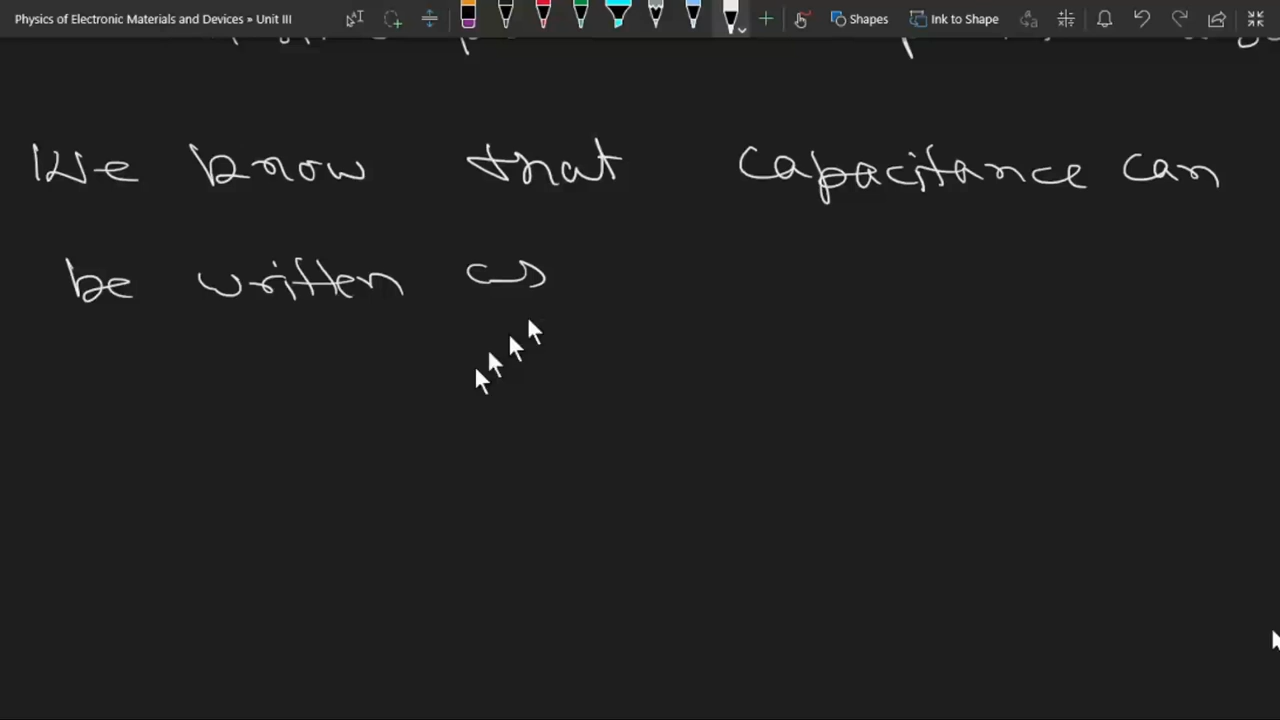 Physics of Electronic Materials and Devices » Unit III
Shapes
Ink to Shape
We know that capacitance can
be written as